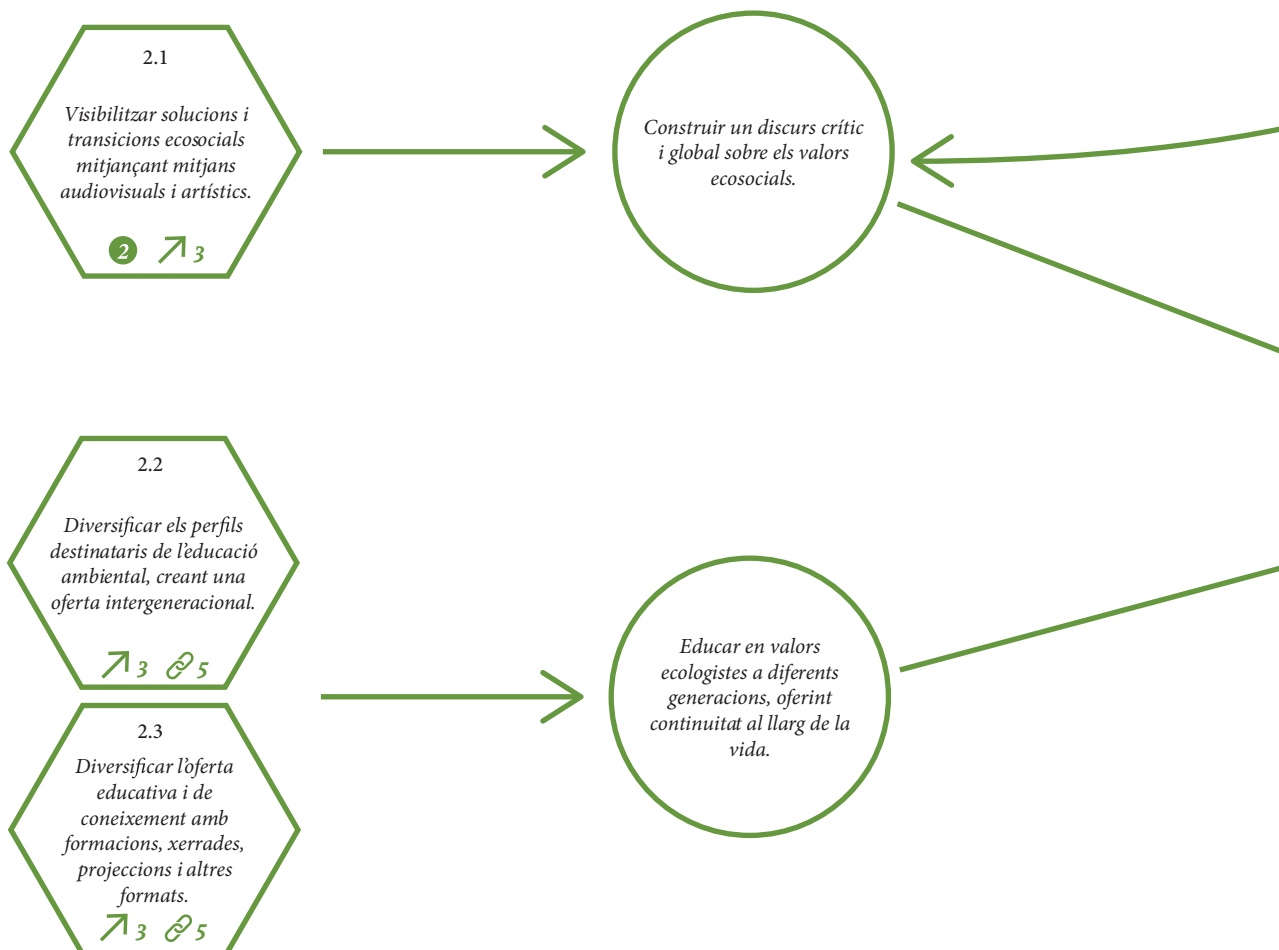 2.1
Visibilitzar solucions i
transicions ecosocials
mitjançant mitjans
audiovisuals i artístics.
2 3
Construir un discurs crític
i global sobre els valors
ecosocials.
2.2
Diversificar els perfils
destinataris de l'educació
ambiental, creant una
oferta intergeneracional.
3 5
2.3
Diversificar l'oferta
educativa i de
coneixement amb
formacions, xerrades,
projeccions i altres
formats.
3 5
Educar en valors
ecologistes a diferents
generacions, oferint
continuitat al llarg de la
vida.